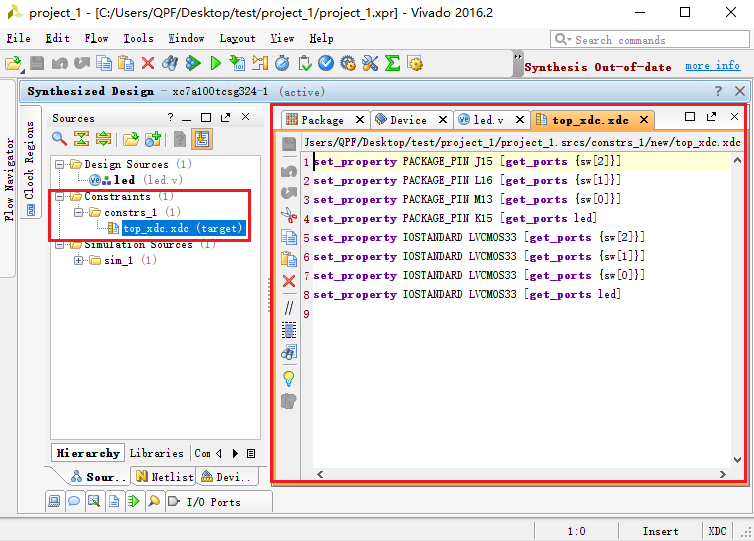 project_1 - [C:/Users/QPF/Desktop/test/project_1/project_1.xpr] - Vivado 2016.2
File Edit Flow Tools Window Layout View Help
Search commands
Synthesis Out-of-date more info
Synthesized Design - xc7a100tcsg324-1 (active)
Flow Navigator
Clock Regions
Sources
Design Sources (1)
led (led.v)
Constraints (1)
constrs_1 (1)
top_xdc.xdc (target)
Simulation Sources (1)
sim_1 (1)
Hierarchy Libraries Com
Sour.. Netlist Devi..
I/O Ports
Package Device led.v top_xdc.xdc
Jsers/QPF/Desktop/test/project_1/project_1.srcs/constrs_1/new/top_xdc.xdc
1 set_property PACKAGE_PIN J15 [get_ports {sw[2]}]
2 set_property PACKAGE_PIN L16 [get_ports {sw[1]}]
3 set_property PACKAGE_PIN M13 [get_ports {sw[0]}]
4 set_property PACKAGE_PIN K15 [get_ports led]
5 set_property IOSTANDARD LVCMOS33 [get_ports {sw[2]}]
6 set_property IOSTANDARD LVCMOS33 [get_ports {sw[1]}]
7 set_property IOSTANDARD LVCMOS33 [get_ports {sw[0]}]
8 set_property IOSTANDARD LVCMOS33 [get_ports led]
9
1:0 Insert XDC